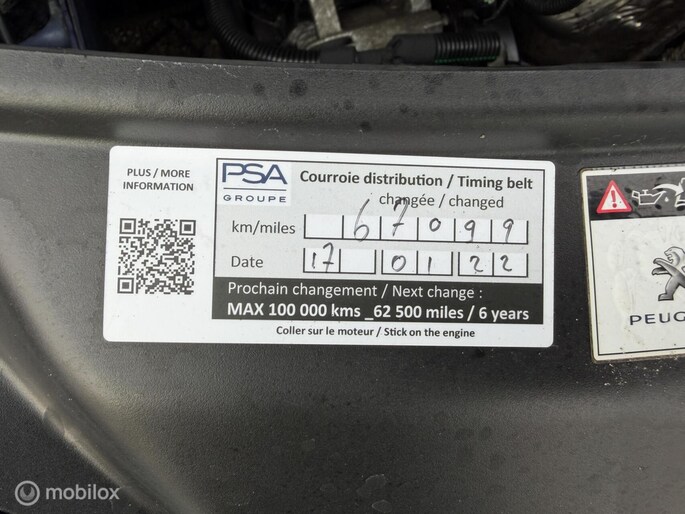 PLUS / MORE
INFORMATION
PSA
GROUPE
Courroie distribution / Timing belt
changée / changed
km/miles 67099
Date 17 01 22
Prochain changement / Next change :
MAX 100 000 kms _62 500 miles / 6 years
Coller sur le moteur / Stick on the engine
PEUG
© mobilox